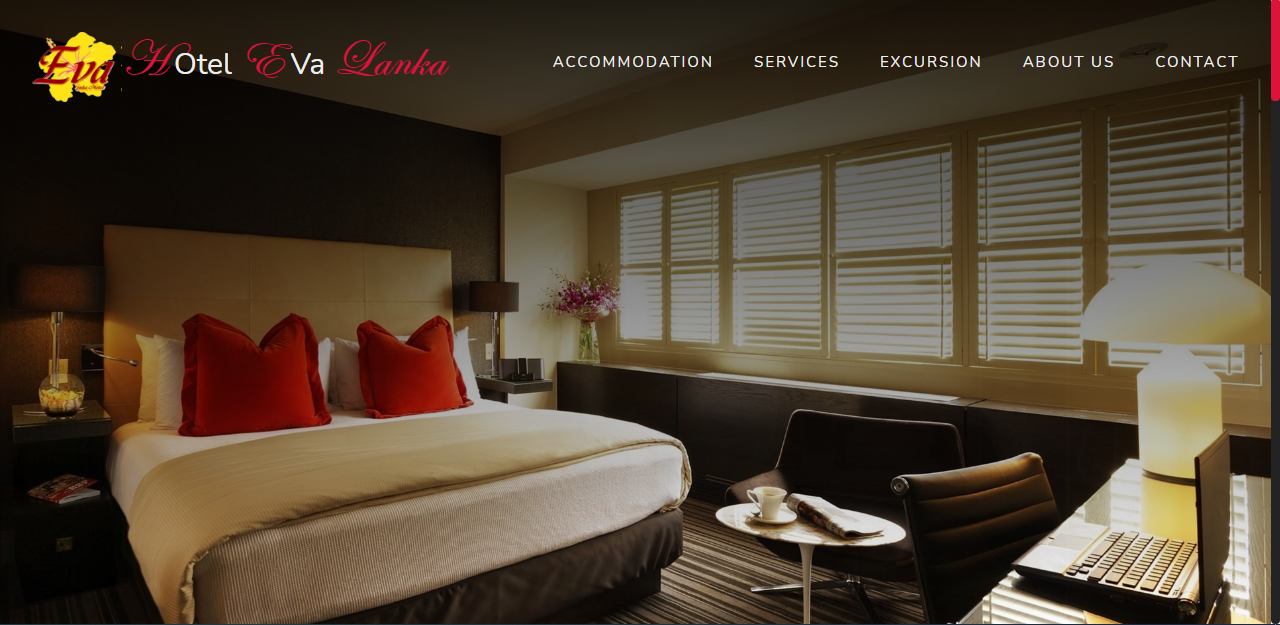 Eva
HOtel EVa Lanka
ACCOMMODATION
SERVICES
EXCURSION
ABOUT US
CONTACT